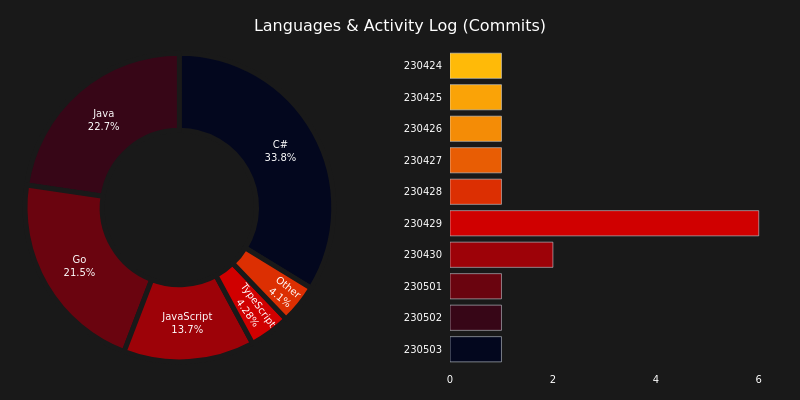 Languages & Activity Log (Commits)
C#
33.8%
Java
22.7%
Go
21.5%
JavaScript
13.7%
TypeScript
4.28%
Other
4.1%
230424
230425
230426
230427
230428
230429
230430
230501
230502
230503
0 2 4 6